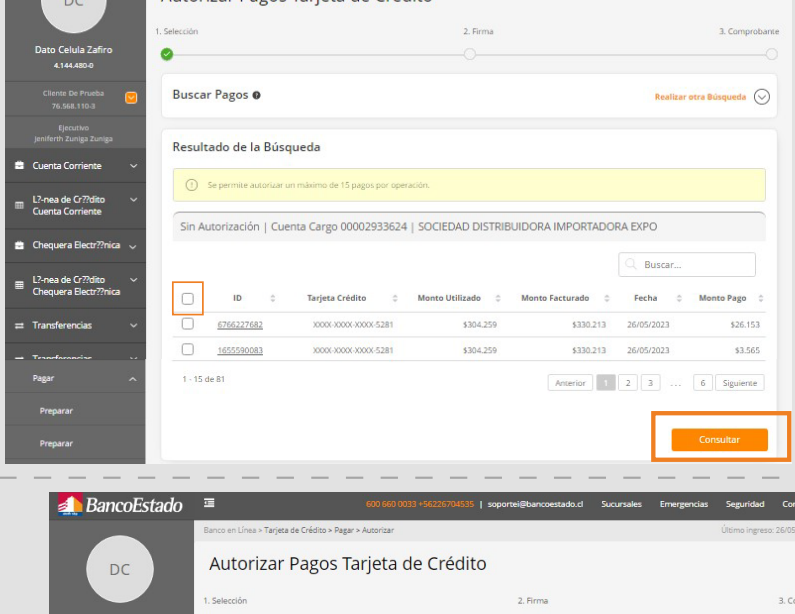 DC
Autorizar Pagos Tarjeta de Crédito
1. Selección
2. Firma
3. Comprobante
Dato Celula Zafiro
4.144.480-0
Cliente De Prueba
76.568.110-3
Ejecutivo
Jeniferth Zuniga Zuniga
Cuenta Corriente
L?-nea de Cr??dito
Cuenta Corriente
Chequera Electr??nica
L?-nea de Cr??dito
Chequera Electr??nica
Transferencias
Transferencias
Pagar
Preparar
Preparar
Buscar Pagos
Realizar otra Búsqueda
Resultado de la Búsqueda
Se permite autorizar un máximo de 15 pagos por operación.
Sin Autorización | Cuenta Cargo 00002933624 | SOCIEDAD DISTRIBUIDORA IMPORTADORA EXPO
Buscar...
ID Tarjeta Crédito Monto Utilizado Monto Facturado Fecha Monto Pago
6766227682 XXXX-XXXX-XXXX-5281 $304.259 $330.213 26/05/2023 $26.153
1655590083 XXXX-XXXX-XXXX-5281 $304.259 $330.213 26/05/2023 $3.565
1 - 15 de 81
Anterior 1 2 3 ... 6 Siguiente
Consultar
BancoEstado
600 660 0033 +56226704535 | soportei@bancoestado.cl Sucursales Emergencias Seguridad Con
Banco en Línea > Tarjeta de Crédito > Pagar > Autorizar
Último ingreso: 26/05
DC
Autorizar Pagos Tarjeta de Crédito
1. Selección
2. Firma
3. Co